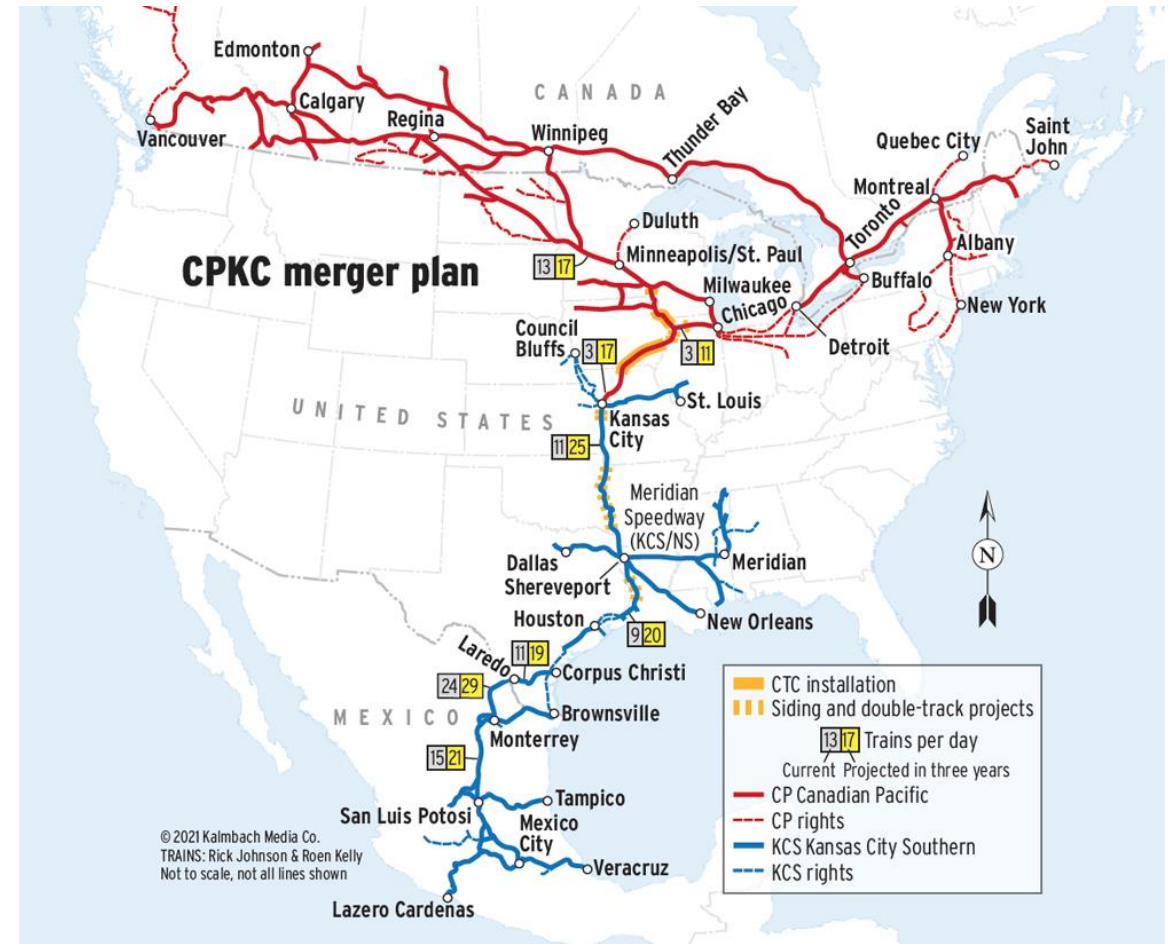 Edmonton
CANADA
Calgary
Regina
Vancouver
Winnipeg
Thunder Bay
Quebec City
Saint
John
Montreal
Toronto
Duluth
Albany
Minneapolis/St. Paul
CPKC merger plan
13 17
Milwaukee
Buffalo
Chicago
New York
Council
Bluffs
3 17
3 11
Detroit
UNITED STATES
St. Louis
Kansas
City
11 25
Meridian
Speedway
(KCS/NS)
Dallas
Meridian
Shereveport
N
Houston
New Orleans
9 20
Laredo
11 19
Corpus Christi
24 29
MEXICO
Brownsville
Monterrey
15 21
Tampico
San Luis Potosi
Mexico
City
Veracruz
Lazero Cardenas
© 2021 Kalmbach Media Co.
TRAINS: Rick Johnson & Roen Kelly
Not to scale, not all lines shown
CTC installation
Siding and double-track projects
13 17 Trains per day
Current Projected in three years
CP Canadian Pacific
CP rights
KCS Kansas City Southern
KCS rights